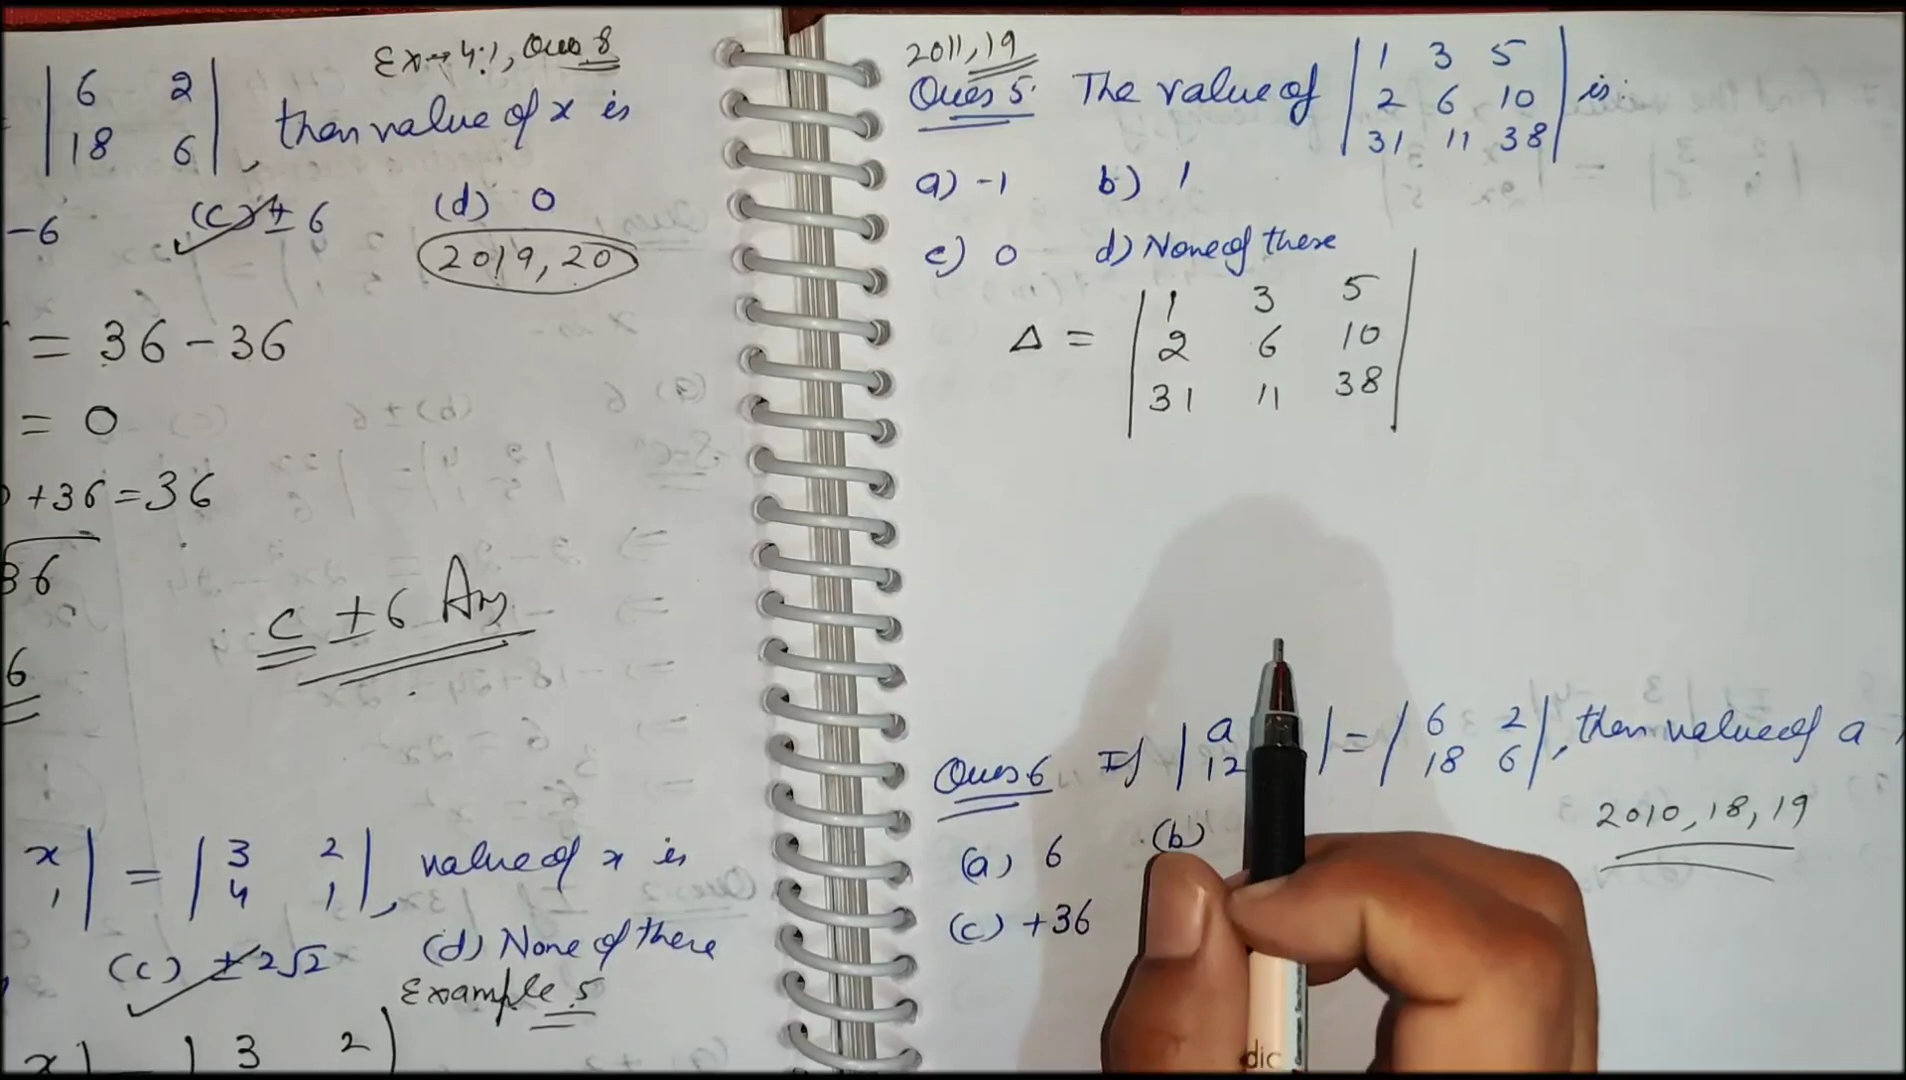 Ex→4.1, Ques 8
| 6 2 |
| 18 6 |, then value of x is
-6 (c) ± 6 (d) 0
2019, 20
= 36 - 36
= 0
+36 = 36
36
6
c ± 6 Ans
x | = | 3 2 |, value of x is
1 | | 4 1 |
(c) ± 2√2 (d) None of there
Example 5
x | - | 3 2 |
2011, 19
Ques 5. The value of | 1 3 5 | is
| 2 6 10 |
| 31 11 38 |
a) -1 b) 1
c) 0 d) None of these
Δ = | 1 3 5 |
| 2 6 10 |
| 31 11 38 |
Ques 6 If | a | = | 6 2 |, then value of a
| 12 | | 18 6 |
2010, 18, 19
(a) 6 (b)
(c) +36
dic